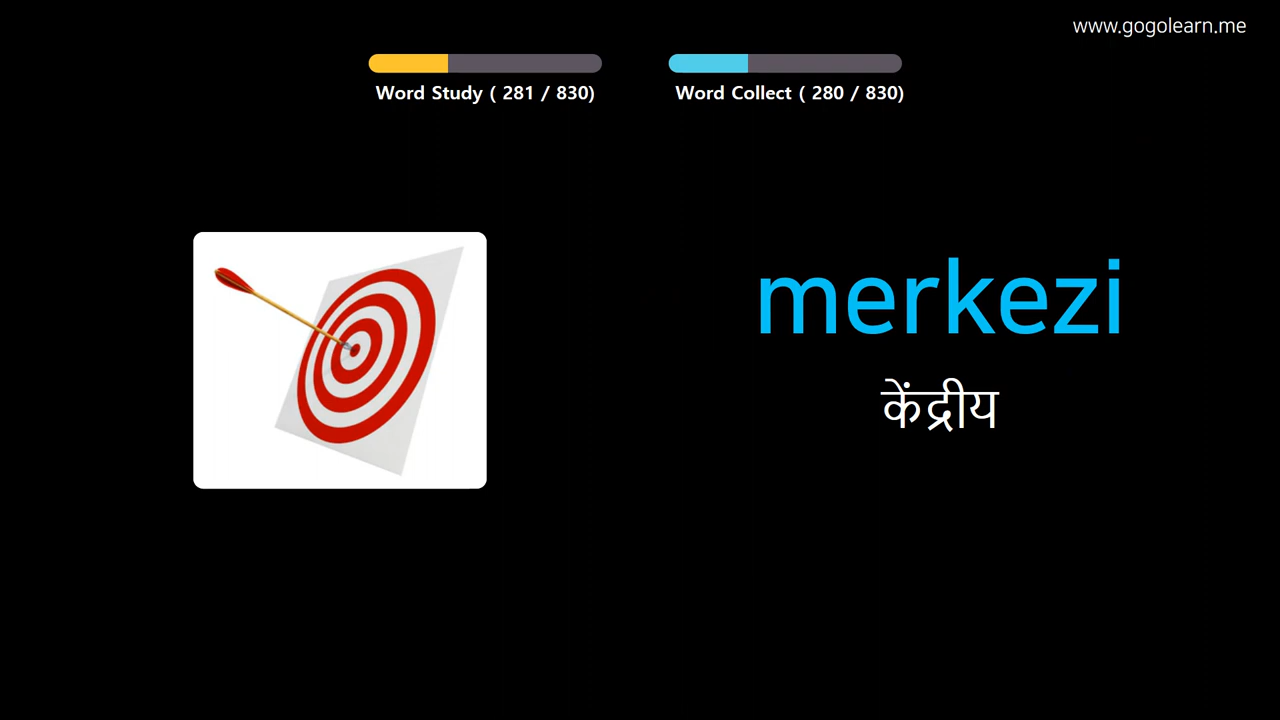 www.gogolearn.me
Word Study ( 281 / 830)
Word Collect ( 280 / 830)
merkezi
केंद्रीय